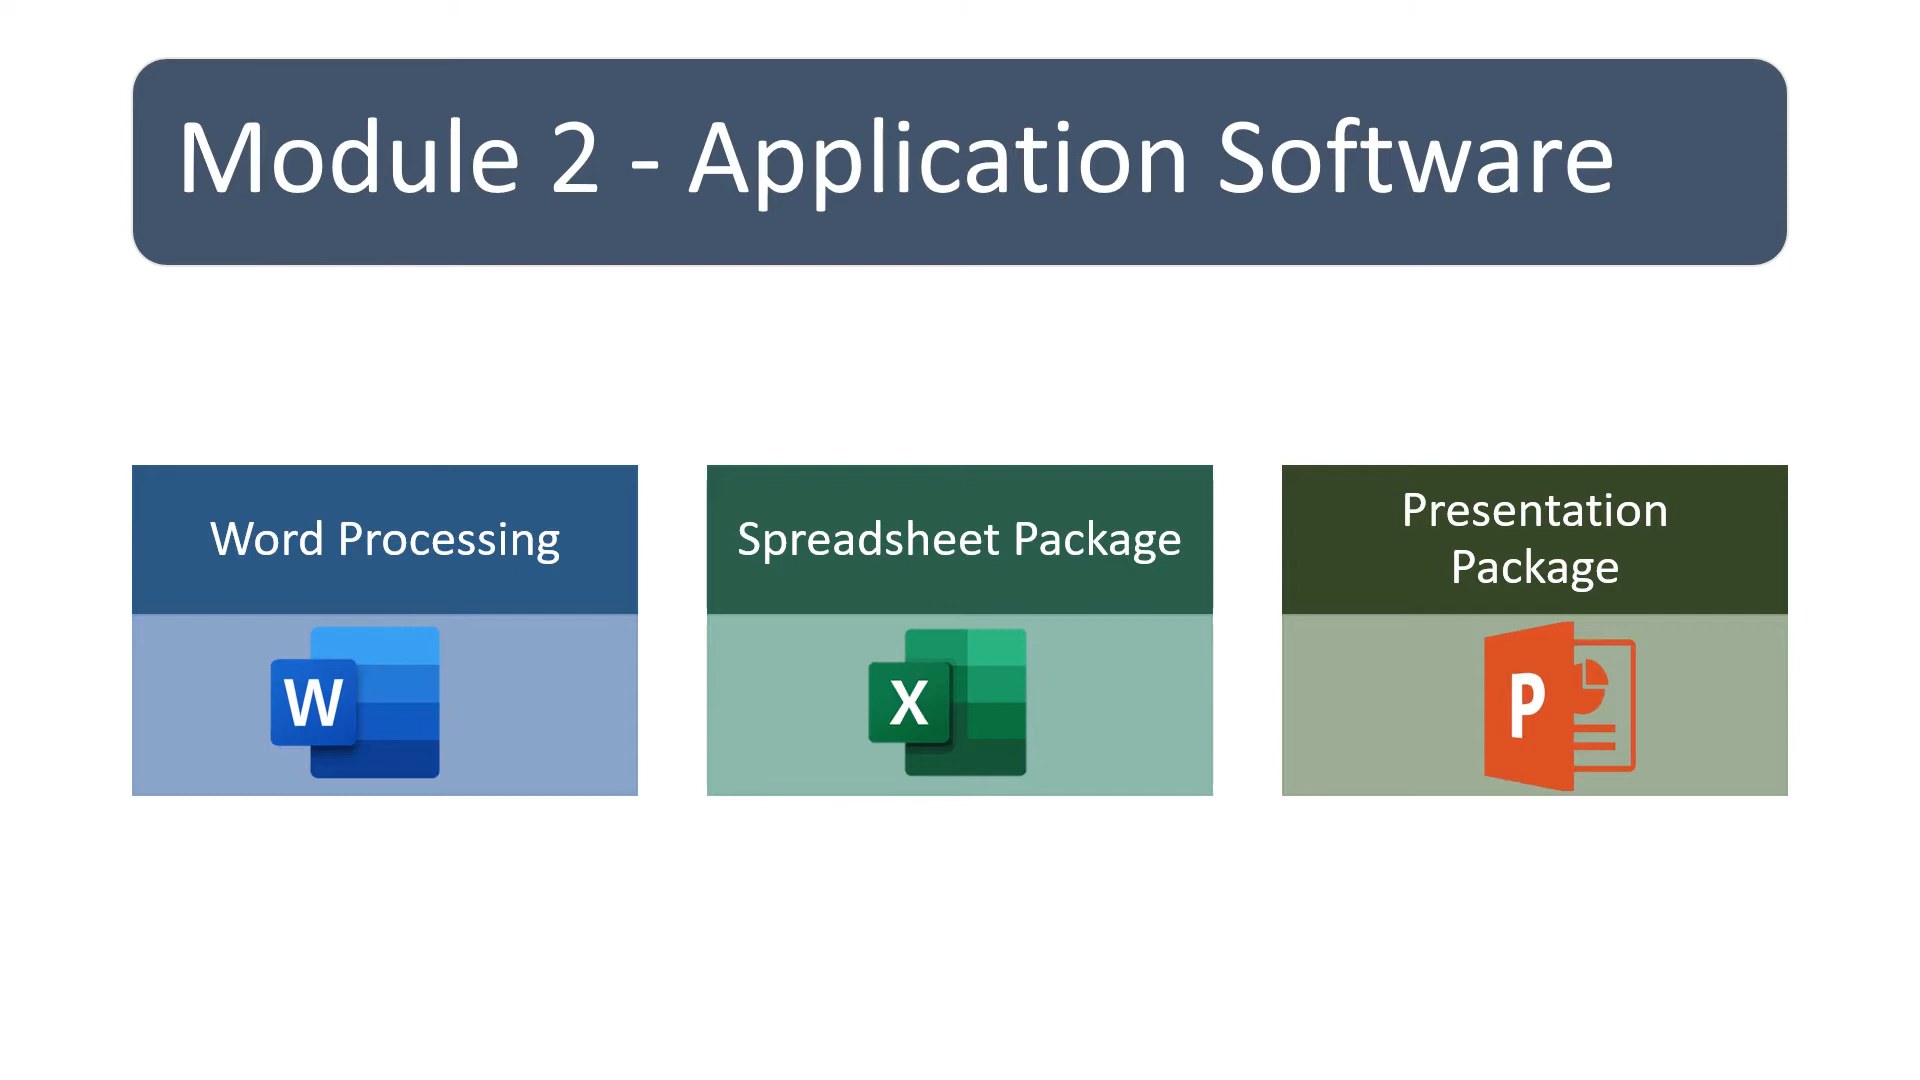 Module 2 - Application Software
Word Processing
Spreadsheet Package
Presentation
Package
W
X
P